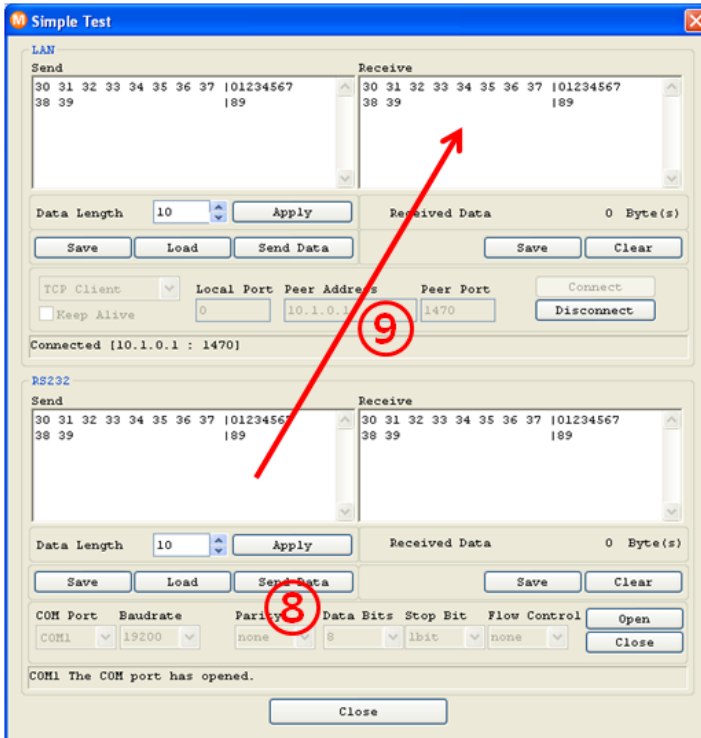 Simple Test
LAN
Send Receive
30 31 32 33 34 35 36 37 |01234567 30 31 32 33 34 35 36 37 |01234567
38 39 |89 38 39 |89
Data Length 10 Apply Received Data 0 Byte(s)
Save Load Send Data Save Clear
TCP Client Local Port Peer Address Peer Port Connect
Keep Alive 0 10.1.0.1 1470 Disconnect
⑨
Connected [10.1.0.1 : 1470]
RS232
Send Receive
30 31 32 33 34 35 36 37 |01234567 30 31 32 33 34 35 36 37 |01234567
38 39 |89 38 39 |89
Data Length 10 Apply Received Data 0 Byte(s)
Save Load Send Data Save Clear
⑧
COM Port Baudrate Parity Data Bits Stop Bit Flow Control Open
COM1 19200 none 8 1bit none Close
COM1 The COM port has opened.
Close